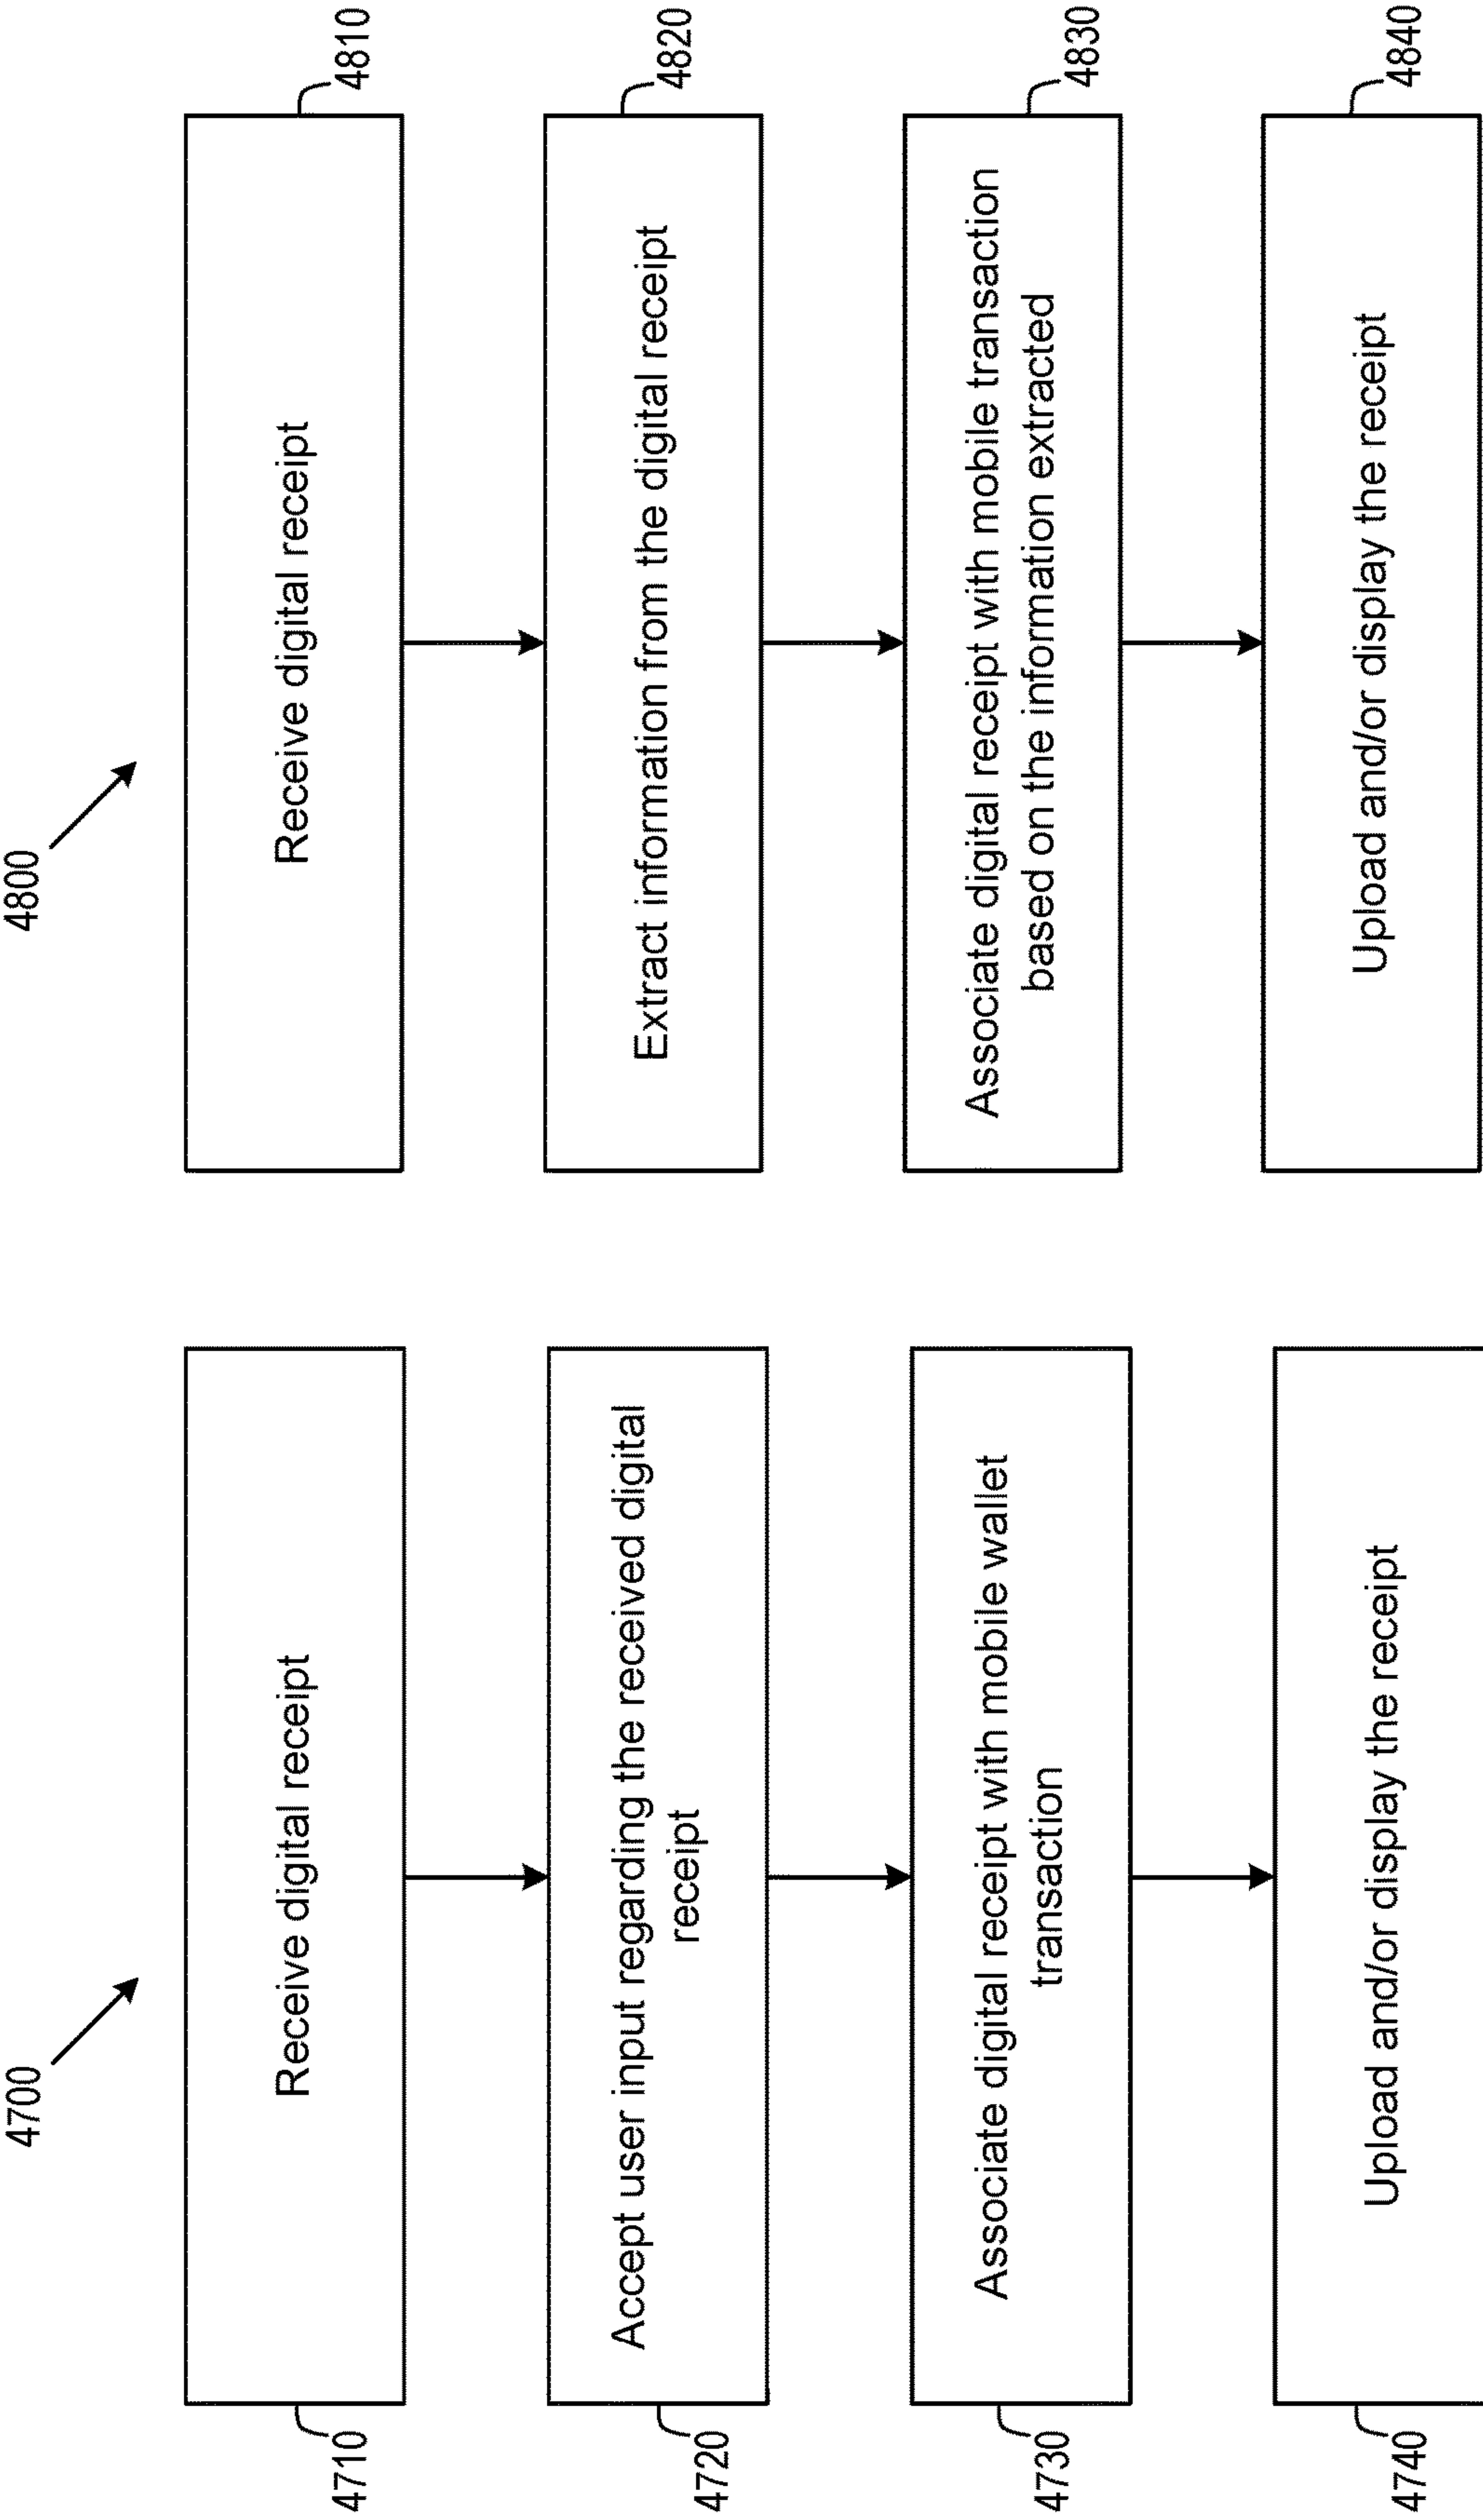 4700
4710
Receive digital receipt
4720
Accept user input regarding the received digital
receipt
4730
Associate digital receipt with mobile wallet
transaction
4740
Upload and/or display the receipt
4800
Receive digital receipt
4810
Extract information from the digital receipt
4820
Associate digital receipt with mobile transaction
based on the information extracted
4830
Upload and/or display the receipt
4840